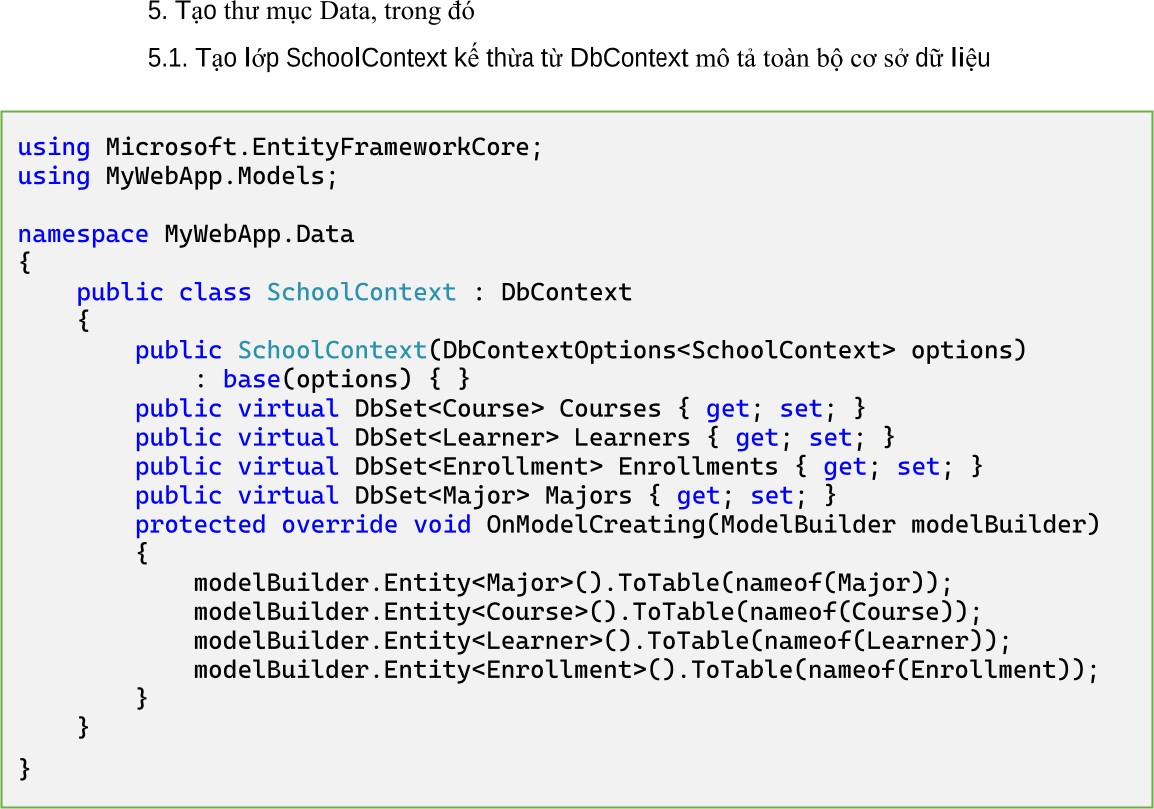 5. Tạo thư mục Data, trong đó
5.1. Tạo lớp SchoolContext kế thừa từ DbContext mô tả toàn bộ cơ sở dữ liệu
using Microsoft.EntityFrameworkCore;
using MyWebApp.Models;
namespace MyWebApp.Data
{
    public class SchoolContext : DbContext
    {
        public SchoolContext(DbContextOptions<SchoolContext> options)
            : base(options) { }
        public virtual DbSet<Course> Courses { get; set; }
        public virtual DbSet<Learner> Learners { get; set; }
        public virtual DbSet<Enrollment> Enrollments { get; set; }
        public virtual DbSet<Major> Majors { get; set; }
        protected override void OnModelCreating(ModelBuilder modelBuilder)
        {
            modelBuilder.Entity<Major>().ToTable(nameof(Major));
            modelBuilder.Entity<Course>().ToTable(nameof(Course));
            modelBuilder.Entity<Learner>().ToTable(nameof(Learner));
            modelBuilder.Entity<Enrollment>().ToTable(nameof(Enrollment));
        }
    }
}